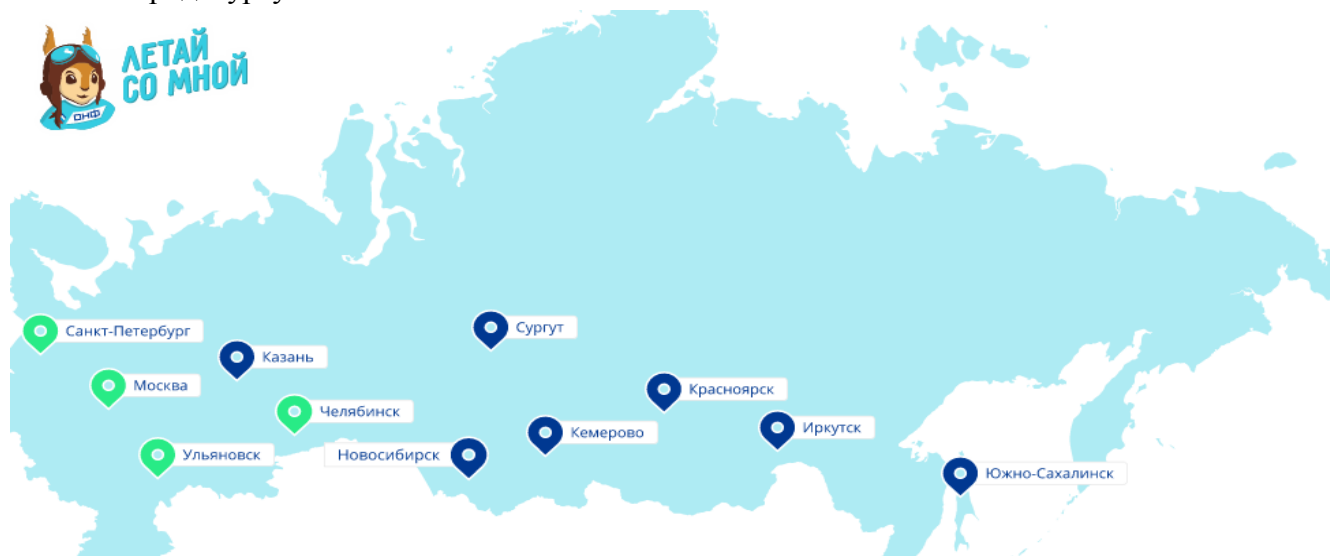 ЛЕТАЙ
СО МНОЙ
ОНФ
Санкт-Петербург
Сургут
Казань
Москва
Красноярск
Челябинск
Кемерово
Иркутск
Ульяновск
Новосибирск
Южно-Сахалинск